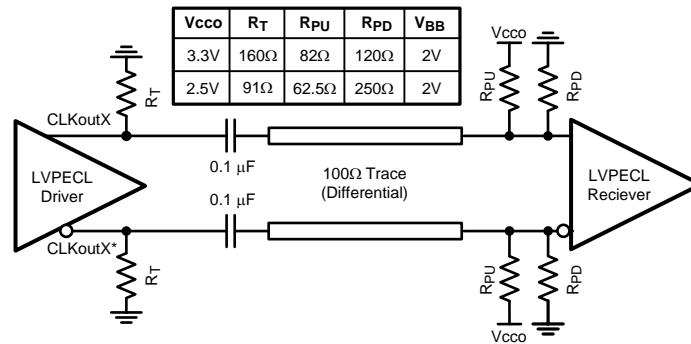 Vcco RT RPU RPD VBB
3.3V 160Ω 82Ω 120Ω 2V
2.5V 91Ω 62.5Ω 250Ω 2V
Vcco
RT
RPU
RPD
CLKoutX
LVPECL
Driver
0.1 μF
100Ω Trace
(Differential)
0.1 μF
LVPECL
Reciever
CLKoutX*
RT
RPU
RPD
Vcco